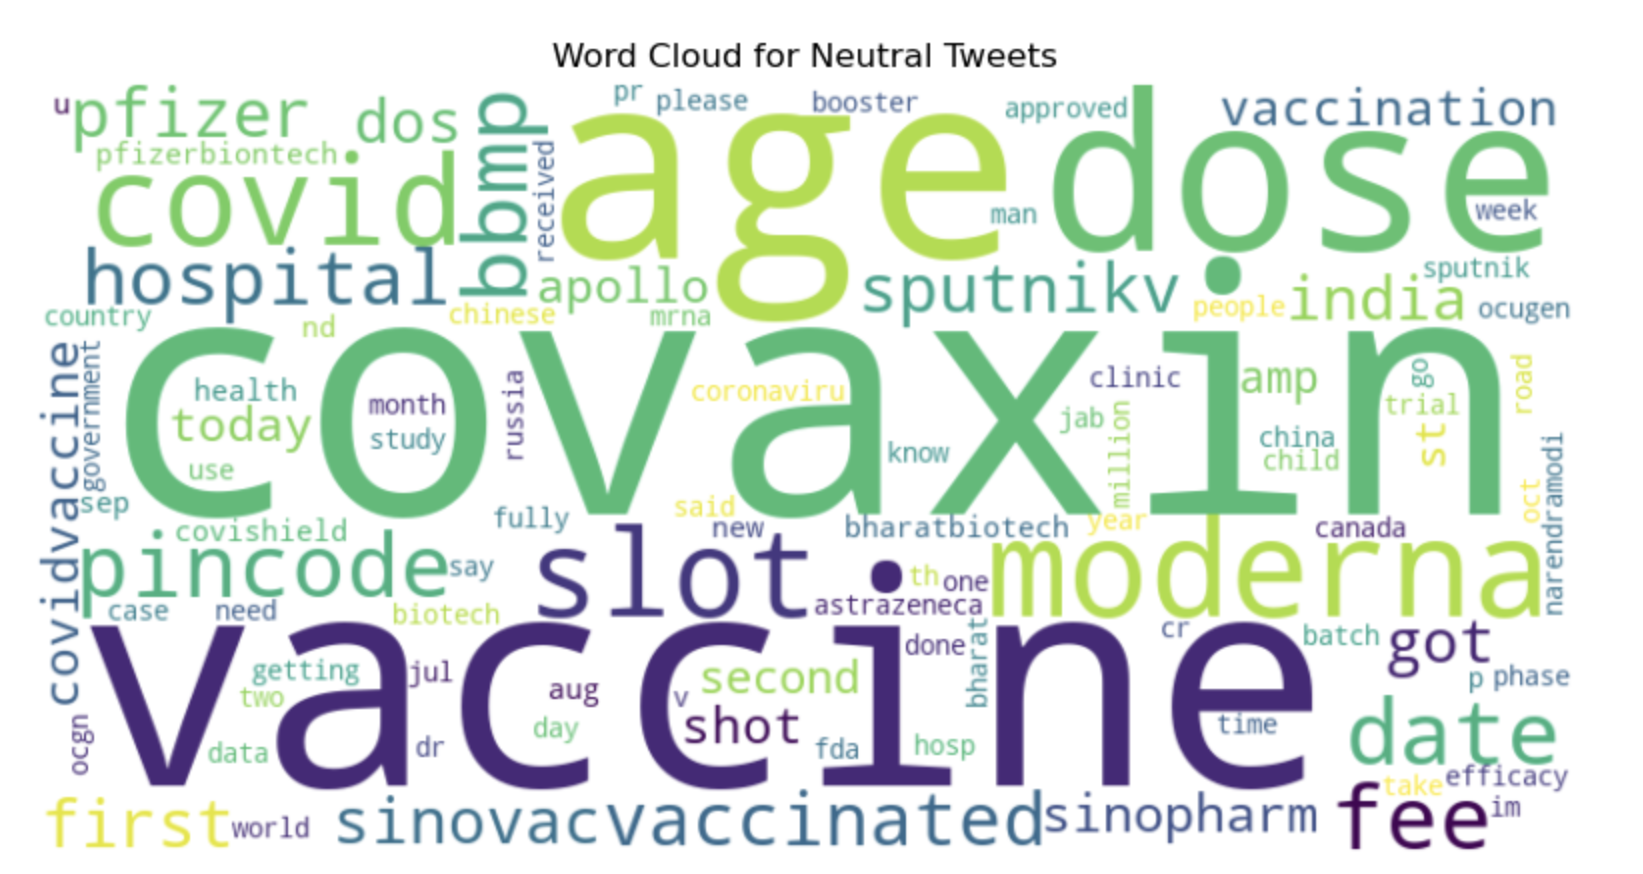 Word Cloud for Neutral Tweets
u
pfizer
dos
bbmp
pr
please
booster
approved
vaccination
pfizerbiontech
covid
received
age
man
dose
week
hospital
apollo
sputnikv
people
india
sputnik
ocugen
country
nd
chinese
mrna
covidvaccine
government
covaxin
health
today
use
month
study
russia
coronaviru
know
clinic
jab
million
amp
china
child
go
trial
st
road
oct
narendramodi
sep
covishield
fully
said
new
bharatbiotech
year
canada
pincode
say
slot
th
one
astrazeneca
moderna
case
need
biotech
vaccine
getting
two
data
jul
dr
aug
day
v
second
shot
fda
done
hosp
bharat
cr
batch
got
time
p
phase
date
ocgn
take
efficacy
first
world
sinovac
vaccinated
sinopharm
fee
im